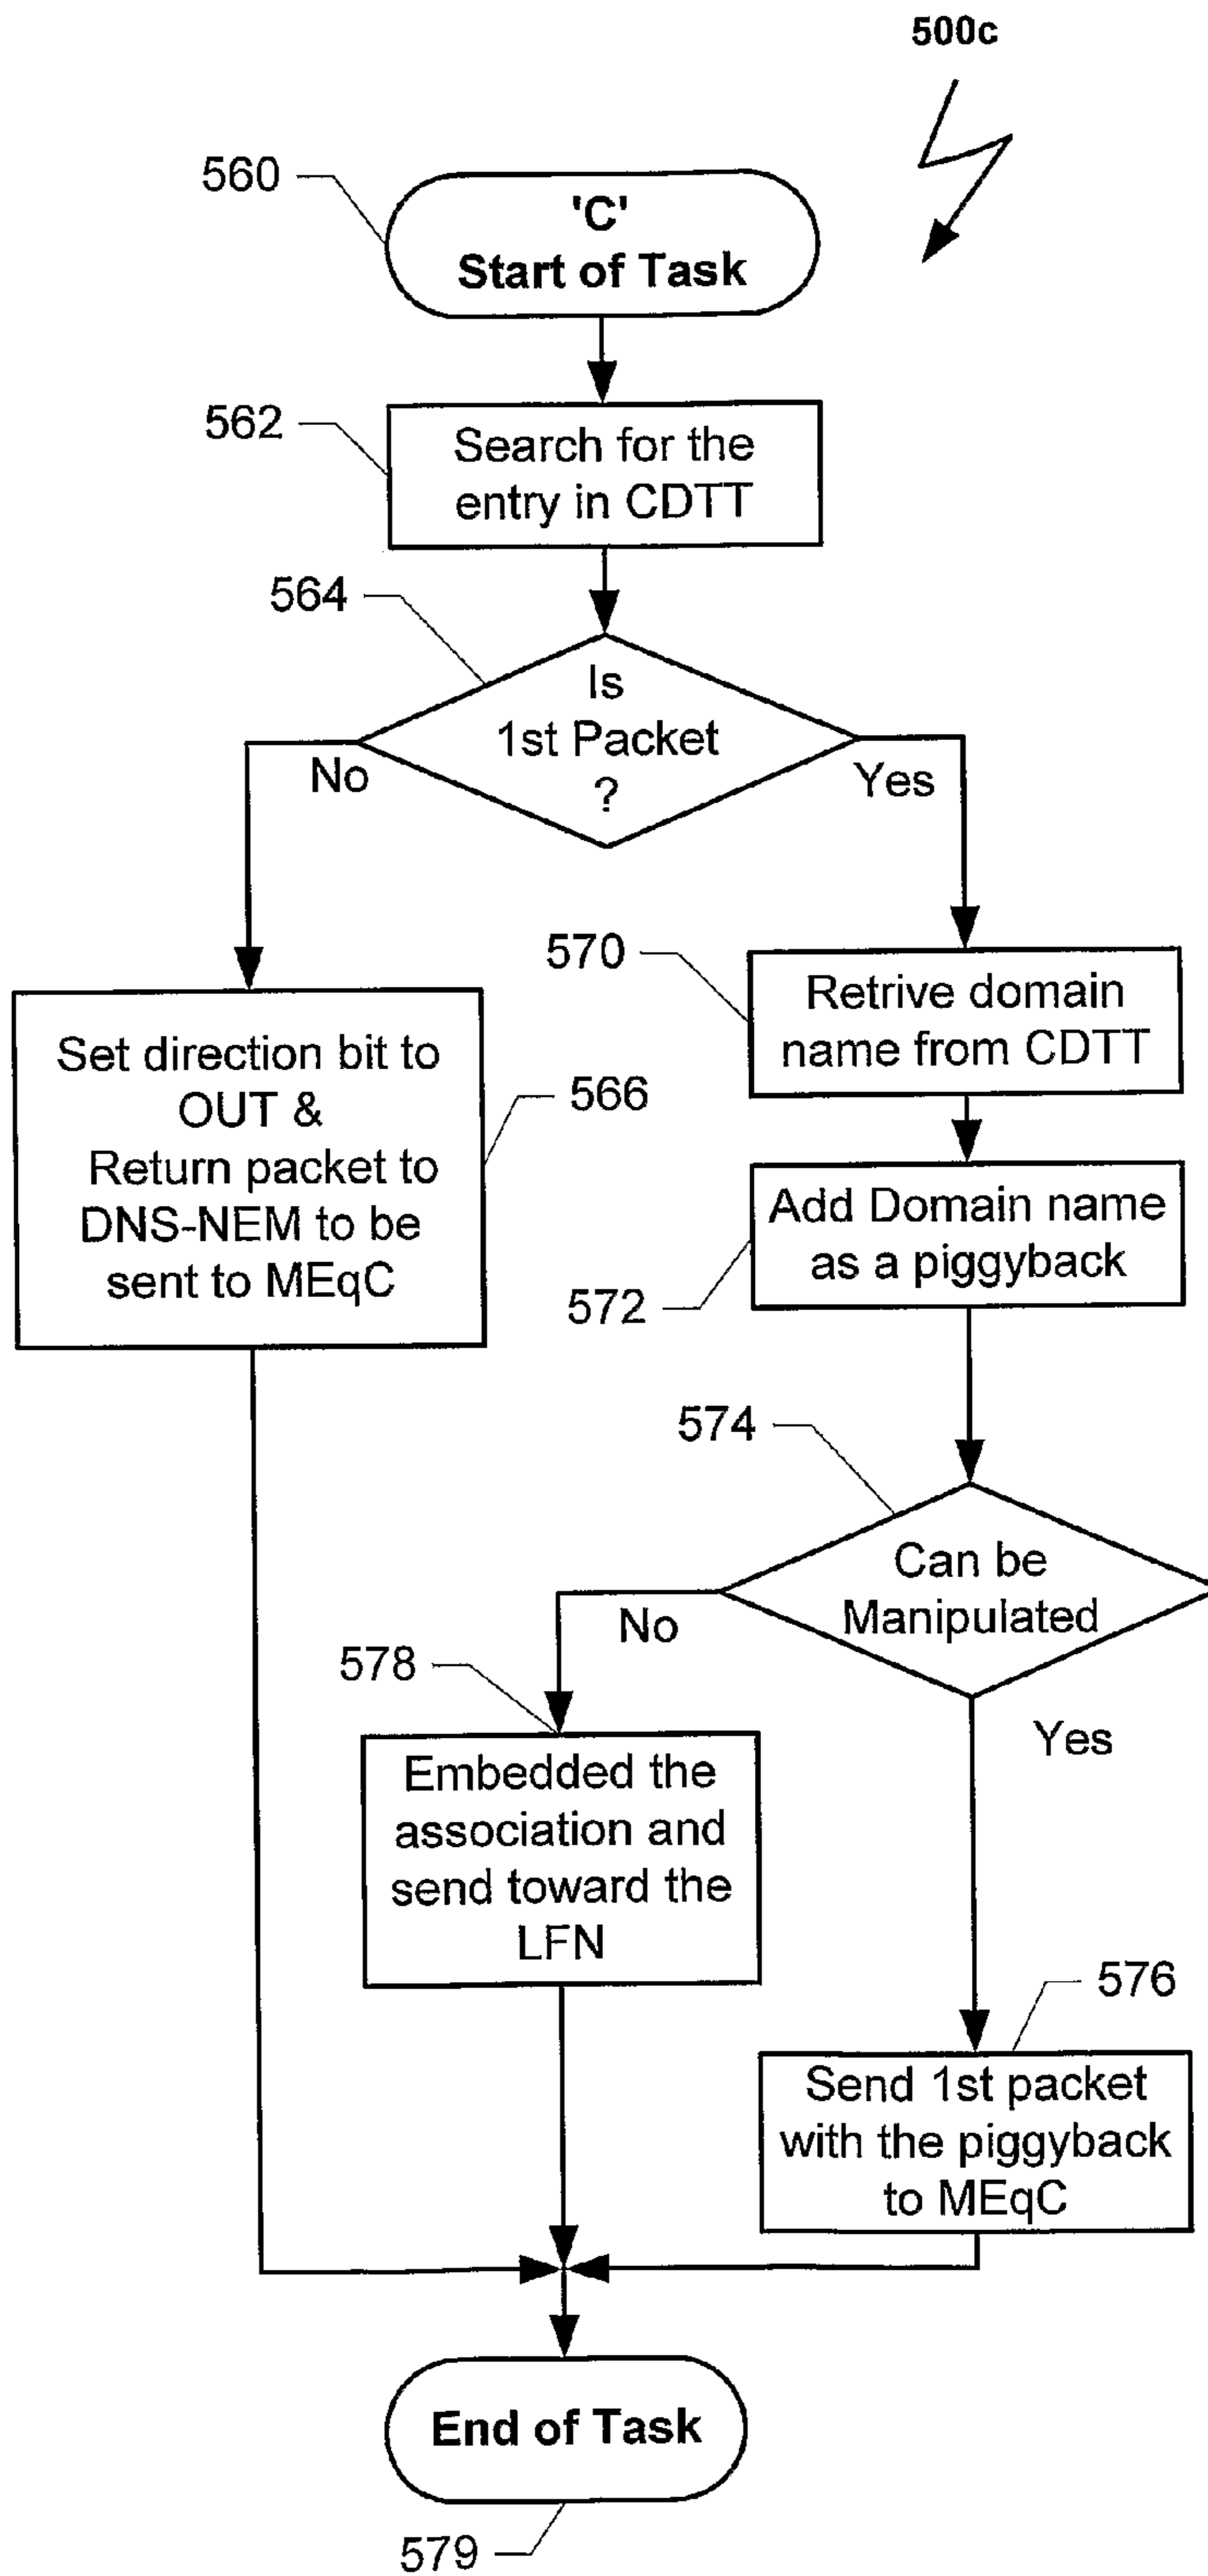 500c
560
'C'
Start of Task
562
Search for the
entry in CDTT
564
Is
1st Packet
?
No
Yes
570
Retrive domain
name from CDTT
Set direction bit to
OUT &
Return packet to
DNS-NEM to be
sent to MEqC
566
Add Domain name
as a piggyback
572
574
Can be
Manipulated
No
578
Yes
Embedded the
association and
send toward the
LFN
576
Send 1st packet
with the piggyback
to MEqC
End of Task
579